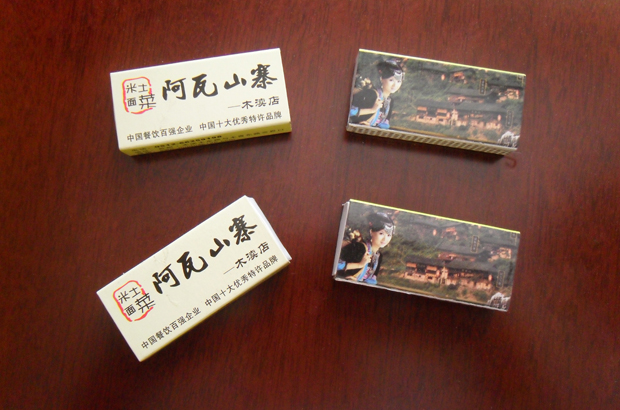 米土
面菜
阿瓦山寨
—木渎店
中国餐饮百强企业 中国十大优秀特许品牌
米土
面菜
阿瓦山寨
—木渎店
中国餐饮百强企业 中国十大优秀特许品牌